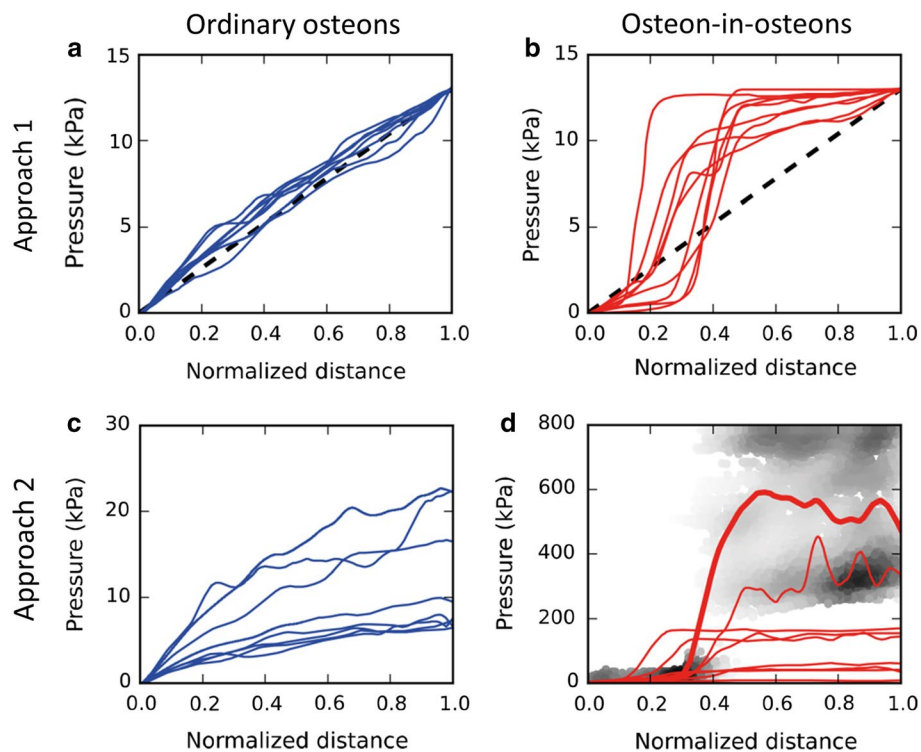 Ordinary osteons
Osteon-in-osteons
a
b
Approach 1
Pressure (kPa)
15
10
5
0
0.0 0.2 0.4 0.6 0.8 1.0
Normalized distance
Pressure (kPa)
15
10
5
0
0.0 0.2 0.4 0.6 0.8 1.0
Normalized distance
c
d
Approach 2
Pressure (kPa)
30
20
10
0
0.0 0.2 0.4 0.6 0.8 1.0
Normalized distance
Pressure (kPa)
800
600
400
200
0
0.0 0.2 0.4 0.6 0.8 1.0
Normalized distance